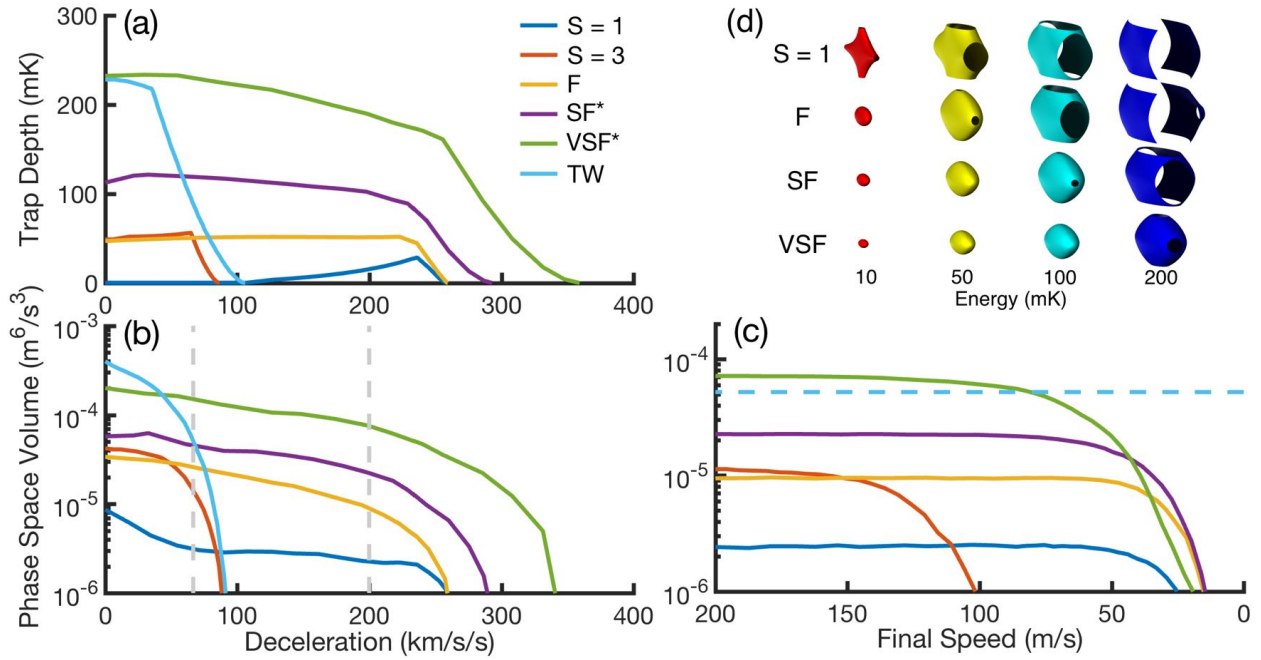 (a)
300
200
100
0
Trap Depth (mK)
0 100 200 300 400
S = 1
S = 3
F
SF*
VSF*
TW
(d)
S = 1
F
SF
VSF
10 50 100 200
Energy (mK)
(b)
10⁻³
10⁻⁴
10⁻⁵
10⁻⁶
Phase Space Volume (m⁶/s³)
0 100 200 300 400
Deceleration (km/s/s)
(c)
10⁻⁴
10⁻⁵
10⁻⁶
200 150 100 50 0
Final Speed (m/s)